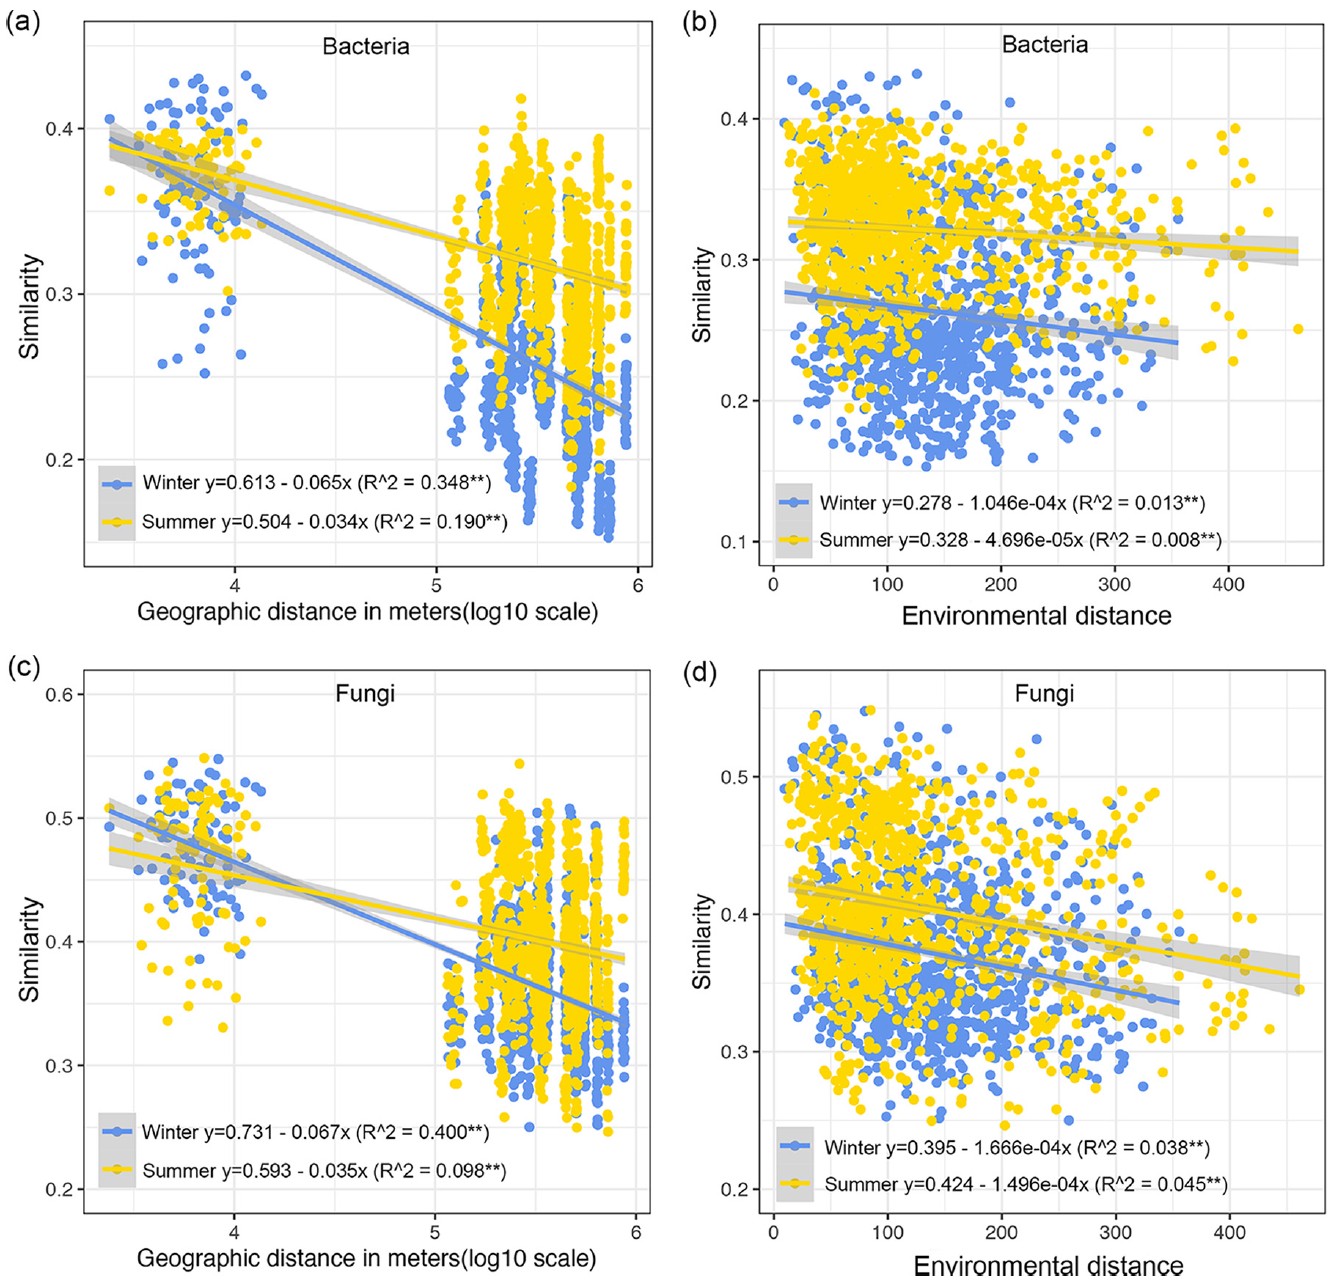 (a)
Bacteria
Similarity
0.4
0.3
0.2
Winter y=0.613 - 0.065x (R^2 = 0.348**)
Summer y=0.504 - 0.034x (R^2 = 0.190**)
4 5 6
Geographic distance in meters(log10 scale)
(b)
Bacteria
Similarity
0.4
0.3
0.2
0.1
Winter y=0.278 - 1.046e-04x (R^2 = 0.013**)
Summer y=0.328 - 4.696e-05x (R^2 = 0.008**)
0 100 200 300 400
Environmental distance
(c)
Fungi
Similarity
0.6
0.5
0.4
0.3
0.2
Winter y=0.731 - 0.067x (R^2 = 0.400**)
Summer y=0.593 - 0.035x (R^2 = 0.098**)
4 5 6
Geographic distance in meters(log10 scale)
(d)
Fungi
Similarity
0.5
0.4
0.3
0.2
Winter y=0.395 - 1.666e-04x (R^2 = 0.038**)
Summer y=0.424 - 1.496e-04x (R^2 = 0.045**)
0 100 200 300 400
Environmental distance